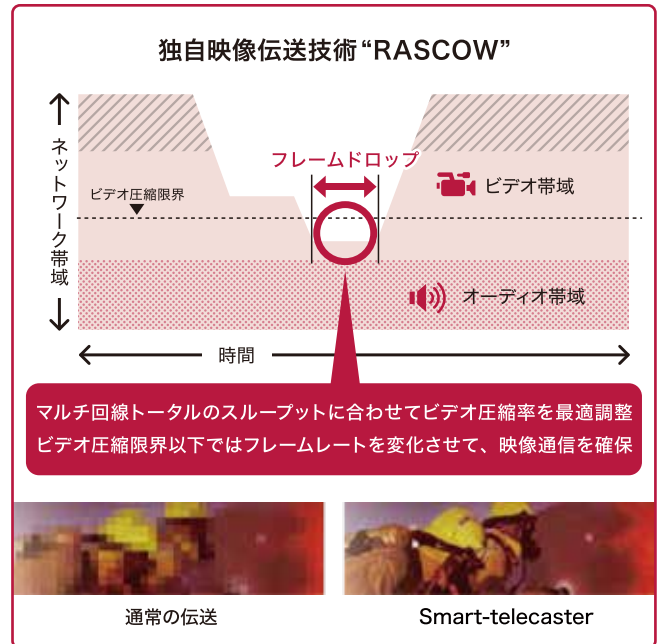 独自映像伝送技術“RASCOW”
ネットワーク帯域
フレームドロップ
ビデオ圧縮限界
ビデオ帯域
オーディオ帯域
時間
マルチ回線トータルのスループットに合わせてビデオ圧縮率を最適調整
ビデオ圧縮限界以下ではフレームレートを変化させて、映像通信を確保
通常の伝送
Smart-telecaster